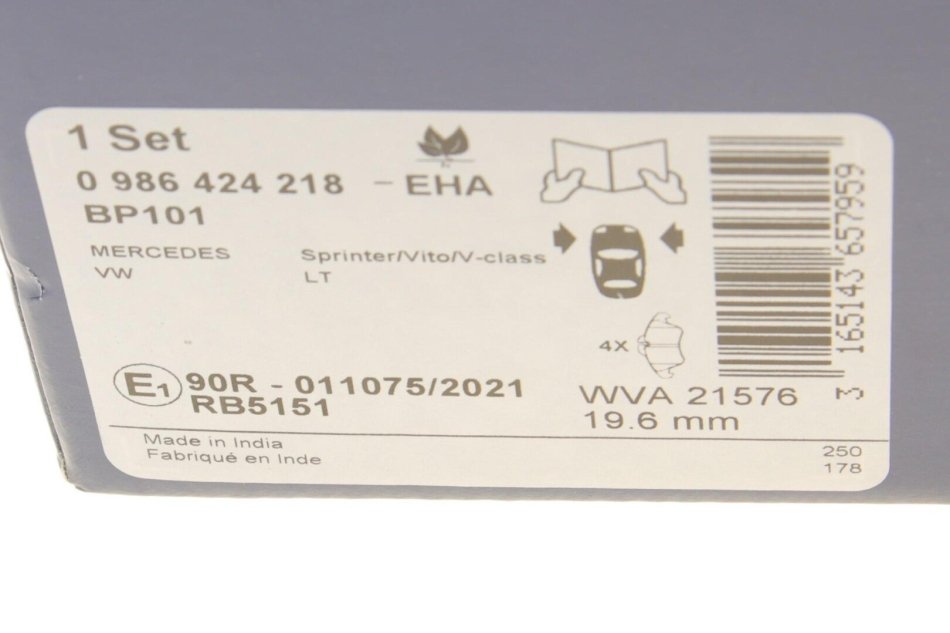 1 Set
0 986 424 218 - EHA
BP101
MERCEDES Sprinter/Vito/V-class
VW LT
4X
E1 90R - 011075/2021
RB5151
WVA 21576
19.6 mm
3 165143 657959
Made in India
Fabriqué en Inde
250
178